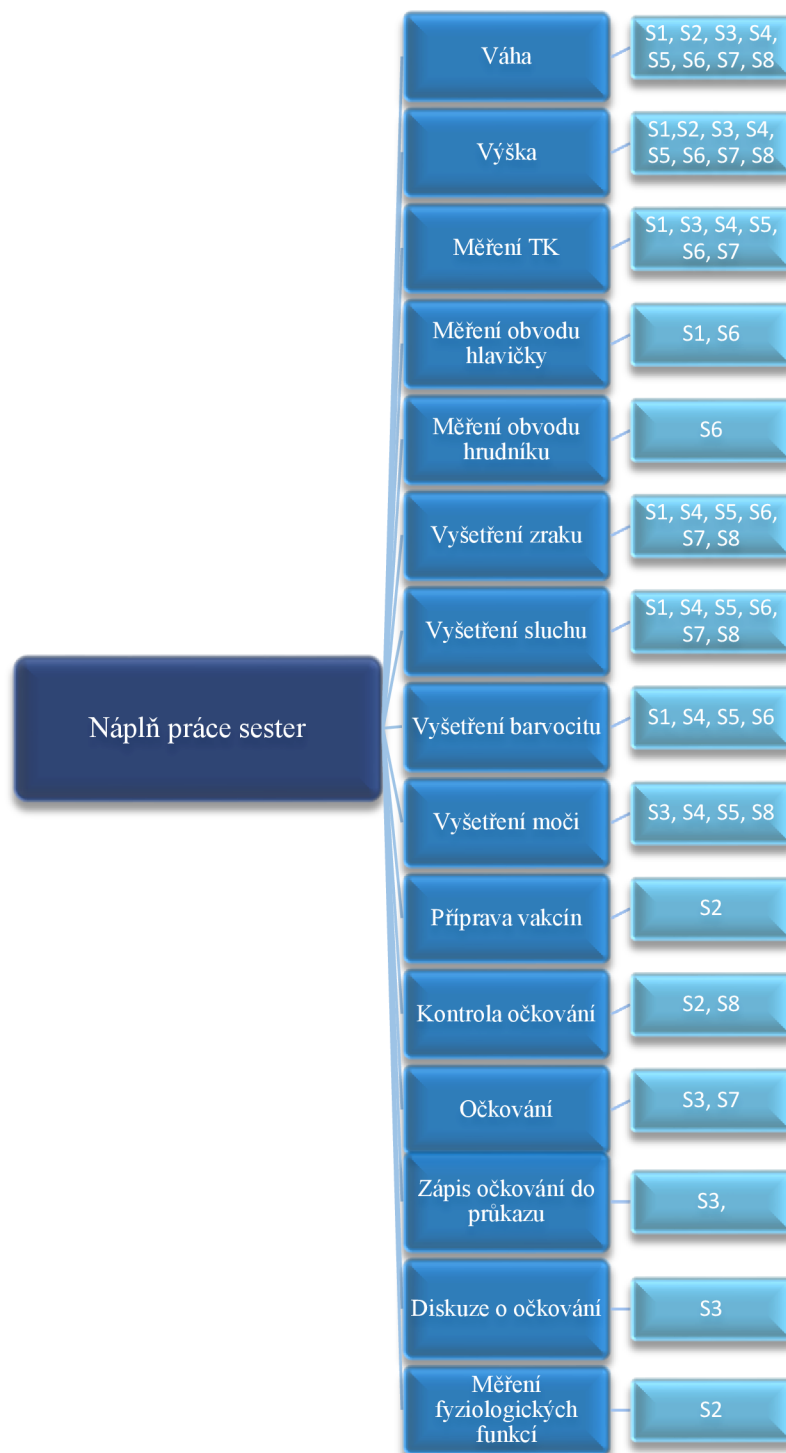 Váha
S1, S2, S3, S4,
S5, S6, S7, S8
Výška
S1,S2, S3, S4,
S5, S6, S7, S8
Měření TK
S1, S3, S4, S5,
S6, S7
Měření obvodu
hlavičky
S1, S6
Měření obvodu
hrudníku
S6
Vyšetření zraku
S1, S4, S5, S6,
S7, S8
Vyšetření sluchu
S1, S4, S5, S6,
S7, S8
Náplň práce sester
Vyšetření barvocitu
S1, S4, S5, S6
Vyšetření moči
S3, S4, S5, S8
Příprava vakcín
S2
Kontrola očkování
S2, S8
Očkování
S3, S7
Zápis očkování do
průkazu
S3,
Diskuze o očkování
S3
Měření
fyziologických
funkcí
S2